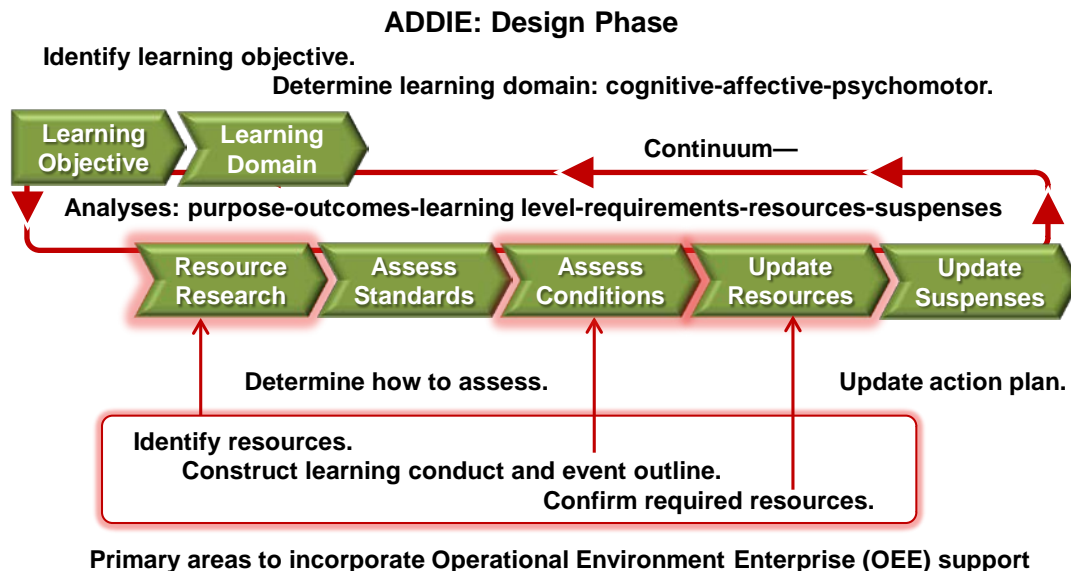 ADDIE: Design Phase
Identify learning objective.
Determine learning domain: cognitive-affective-psychomotor.
Learning
Objective
Learning
Domain
Continuum—
Analyses: purpose-outcomes-learning level-requirements-resources-suspenses
Resource
Research
Assess
Standards
Assess
Conditions
Update
Resources
Update
Suspenses
Determine how to assess.
Update action plan.
Identify resources.
Construct learning conduct and event outline.
Confirm required resources.
Primary areas to incorporate Operational Environment Enterprise (OEE) support